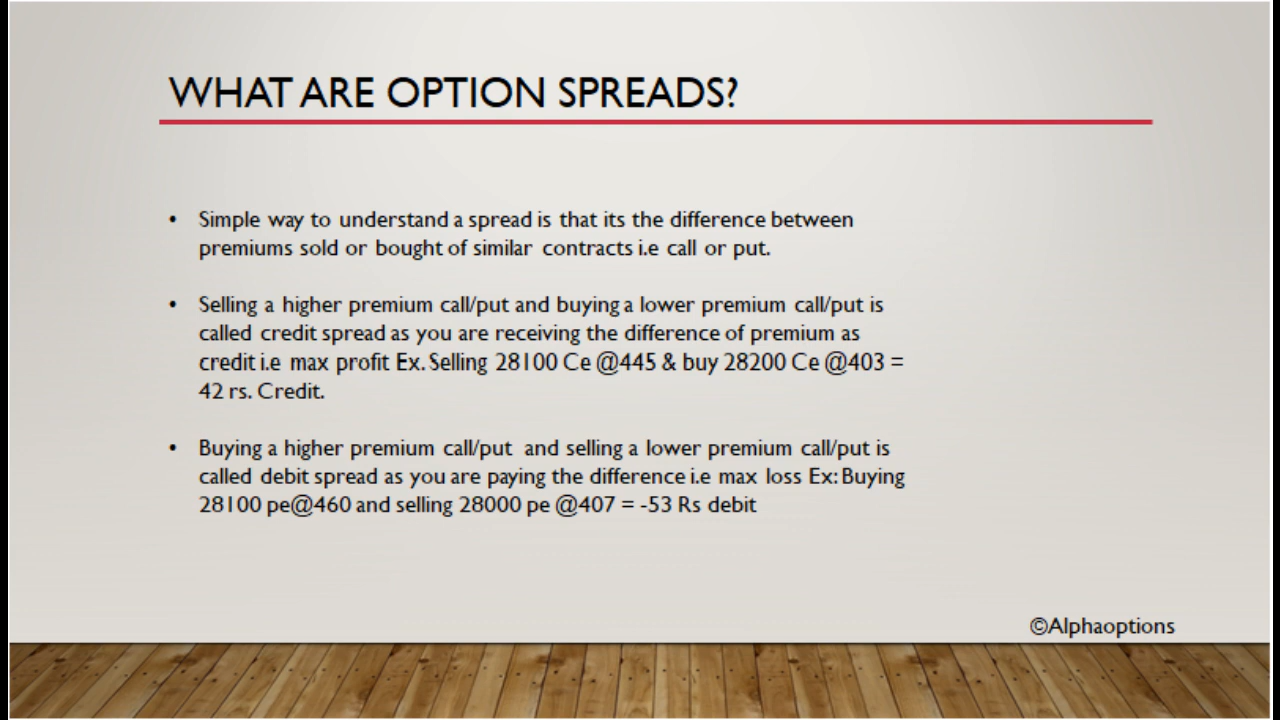 WHAT ARE OPTION SPREADS?
• Simple way to understand a spread is that its the difference between
premiums sold or bought of similar contracts i.e call or put.
• Selling a higher premium call/put and buying a lower premium call/put is
called credit spread as you are receiving the difference of premium as
credit i.e max profit Ex. Selling 28100 Ce @445 & buy 28200 Ce @403 =
42 rs. Credit.
• Buying a higher premium call/put and selling a lower premium call/put is
called debit spread as you are paying the difference i.e max loss Ex: Buying
28100 pe@460 and selling 28000 pe @407 = -53 Rs debit
©Alphaoptions